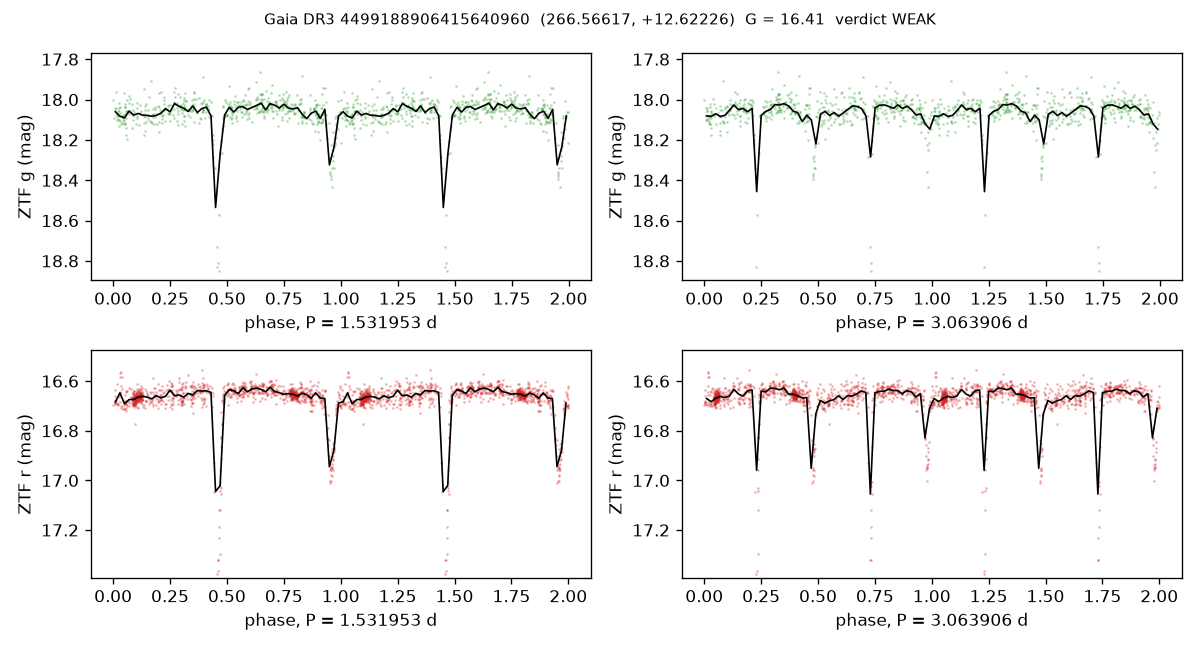 Gaia DR3 4499188906415640960  (266.56617, +12.62226)  G = 16.41  verdict WEAK
ZTF g (mag)
17.8
18.0
18.2
18.4
18.6
18.8
0.00 0.25 0.50 0.75 1.00 1.25 1.50 1.75 2.00
phase, P = 1.531953 d
ZTF g (mag)
17.8
18.0
18.2
18.4
18.6
18.8
0.00 0.25 0.50 0.75 1.00 1.25 1.50 1.75 2.00
phase, P = 3.063906 d
ZTF r (mag)
16.6
16.8
17.0
17.2
0.00 0.25 0.50 0.75 1.00 1.25 1.50 1.75 2.00
phase, P = 1.531953 d
ZTF r (mag)
16.6
16.8
17.0
17.2
0.00 0.25 0.50 0.75 1.00 1.25 1.50 1.75 2.00
phase, P = 3.063906 d